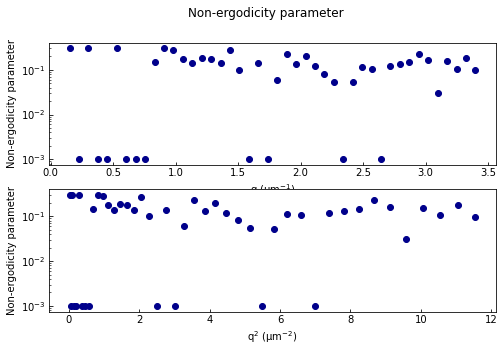 Non-ergodicity parameter
Non-ergodicity parameter
10⁻¹
10⁻²
10⁻³
0.0 0.5 1.0 1.5 2.0 2.5 3.0 3.5
q (μm⁻¹)
Non-ergodicity parameter
10⁻¹
10⁻²
10⁻³
0 2 4 6 8 10 12
q² (μm⁻²)